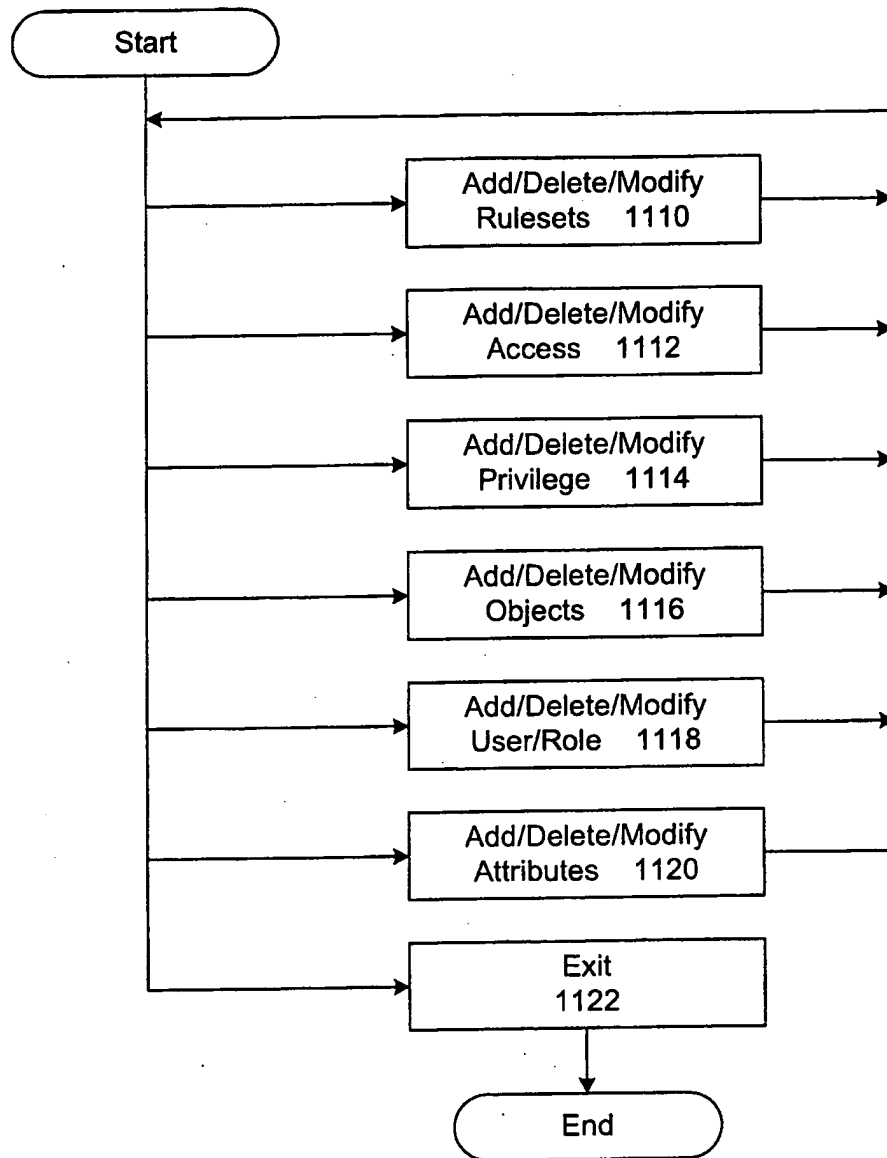 Start
Add/Delete/Modify
Rulesets 1110
Add/Delete/Modify
Access 1112
Add/Delete/Modify
Privilege 1114
Add/Delete/Modify
Objects 1116
Add/Delete/Modify
User/Role 1118
Add/Delete/Modify
Attributes 1120
Exit
1122
End